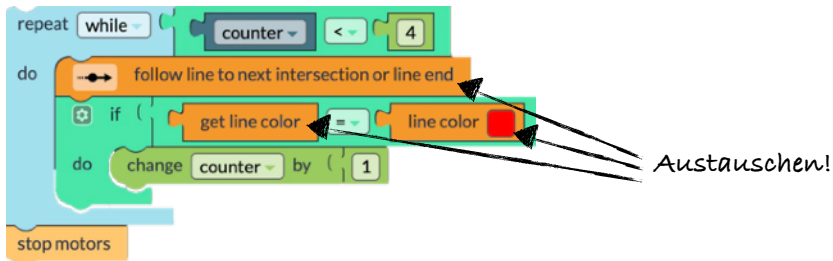 repeat while ( counter < ( 4
do follow line to next intersection or line end
if ( get line color = ( line color
do change counter by ( 1
Austauschen!
stop motors